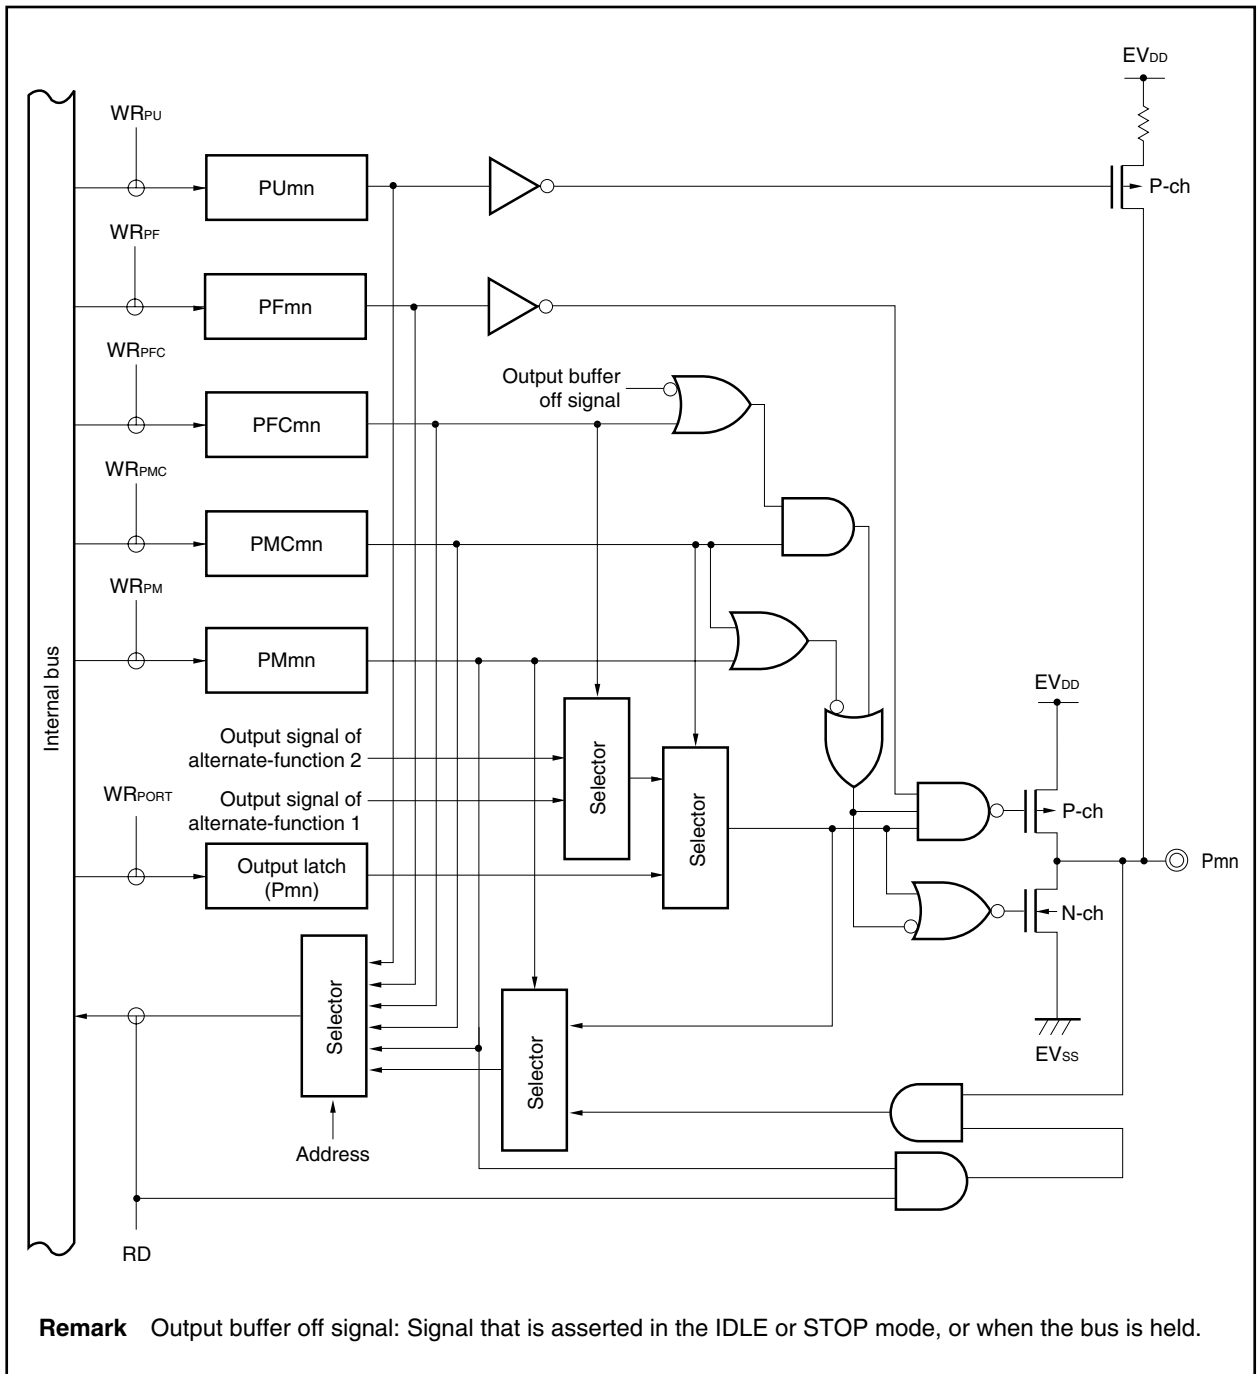 EVDD
WRPU
PUmn
P-ch
WRPF
PFmn
WRPFC
Output buffer
off signal
PFCmn
WRPMC
PMCmn
WRPM
PMmn
Internal bus
EVDD
Output signal of
alternate-function 2
Selector
Selector
WRPORT
Output signal of
alternate-function 1
P-ch
Output latch
(Pmn)
Pmn
N-ch
Selector
Selector
EVSS
Address
RD
Remark Output buffer off signal: Signal that is asserted in the IDLE or STOP mode, or when the bus is held.